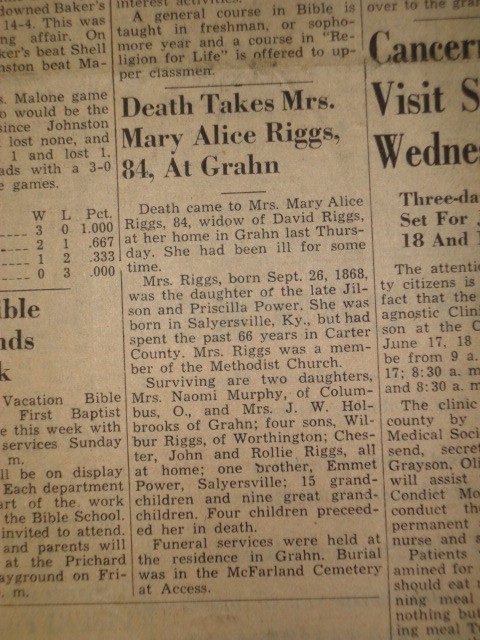 downed Baker's
14-4. This was
ng affair. On
ker's beat Shell
nston beat Ma-
s. Malone game
o would be the
since Johnston
lost none, and
1 and lost 1.
ads with a 3-0
e games.
W L Pct.
3 0 1.000
2 1 .667
1 2 .333
0 3 .000
ible
nds
k
Vacation Bible
First Baptist
e this week with
services Sunday
m.
ll be on display
Each department
art of the work
the Bible School.
invited to attend.
and parents will
at the Prichard
ayground on Fri-
. m.
interest activities.
A general course in Bible is
taught in freshman, or sopho-
more year and a course in "Re-
ligion for Life" is offered to up-
per classmen.
Death Takes Mrs.
Mary Alice Riggs,
84, At Grahn
Death came to Mrs. Mary Alice
Riggs, 84, widow of David Riggs,
at her home in Grahn last Thurs-
day. She had been ill for some
time.
Mrs. Riggs, born Sept. 26, 1868,
was the daughter of the late Jil-
son and Priscilla Power. She was
born in Salyersville, Ky., but had
spent the past 66 years in Carter
County. Mrs. Riggs was a mem-
ber of the Methodist Church.
Surviving are two daughters,
Mrs. Naomi Murphy, of Colum-
bus, O., and Mrs. J. W. Hol-
brooks of Grahn; four sons, Wil-
bur Riggs, of Worthington; Ches-
ter, John and Rollie Riggs, all
at home; one brother, Emmet
Power, Salyersville; 15 grand-
children and nine great grand-
children. Four children preceed-
ed her in death.
Funeral services were held at
the residence in Grahn. Burial
was in the McFarland Cemetery
at Access.
over to the gra
Cancer
Visit S
Wedne
Three-da
Set For J
18 And
The attenti
ty citizens is
fact that the
agnostic Clini
son at the C
June 17, 18
be from 9 a.
17; 8:30 a. m
and 8:30 a. m
The clinic
county by
Medical Soci
send, secre
Grayson, Oli
will assist
Condict Mo
conduct the
permanent
nurse and a
Patients
amined for
should eat
ning meal
nothing but
ing meal T